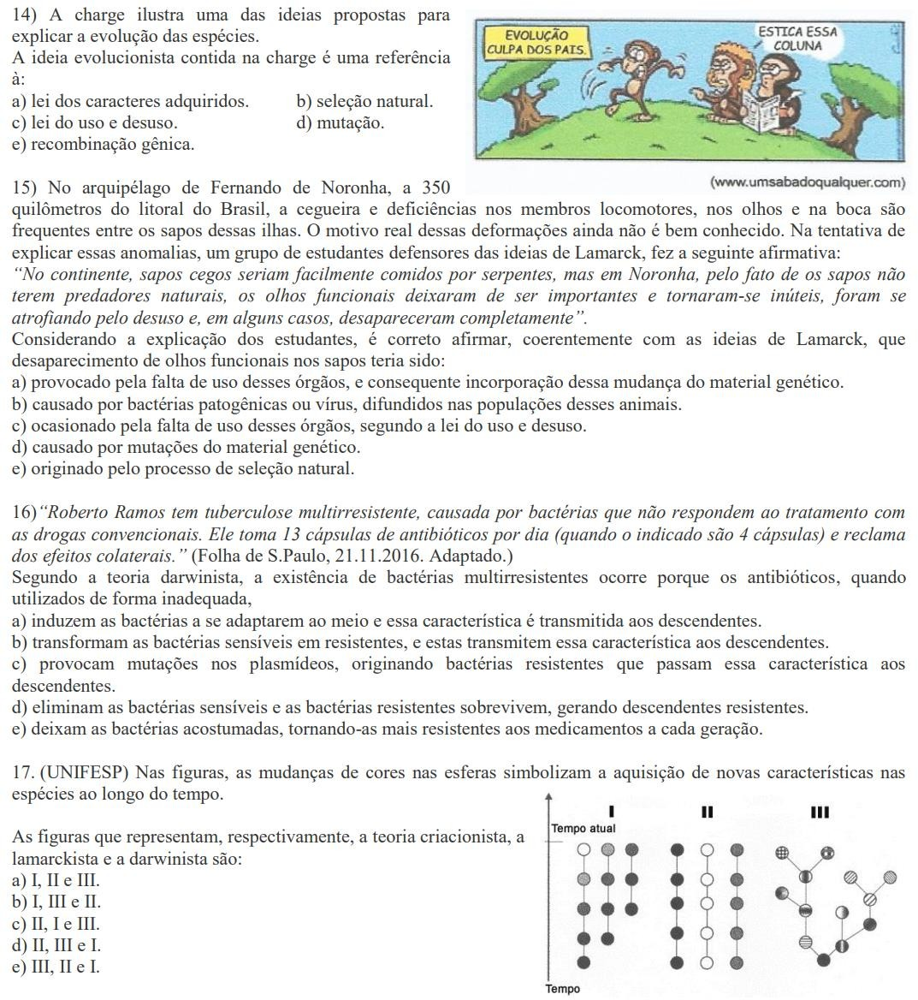 14) A charge ilustra uma das ideias propostas para
explicar a evolução das espécies.
A ideia evolucionista contida na charge é uma referência
à:
a) lei dos caracteres adquiridos. b) seleção natural.
c) lei do uso e desuso. d) mutação.
e) recombinação gênica.
EVOLUÇÃO
CULPA DOS PAIS.
ESTICA ESSA
COLUNA
(www.umsabadoqualquer.com)
15) No arquipélago de Fernando de Noronha, a 350
quilômetros do litoral do Brasil, a cegueira e deficiências nos membros locomotores, nos olhos e na boca são
frequentes entre os sapos dessas ilhas. O motivo real dessas deformações ainda não é bem conhecido. Na tentativa de
explicar essas anomalias, um grupo de estudantes defensores das ideias de Lamarck, fez a seguinte afirmativa:
“No continente, sapos cegos seriam facilmente comidos por serpentes, mas em Noronha, pelo fato de os sapos não
terem predadores naturais, os olhos funcionais deixaram de ser importantes e tornaram-se inúteis, foram se
atrofiando pelo desuso e, em alguns casos, desapareceram completamente”.
Considerando a explicação dos estudantes, é correto afirmar, coerentemente com as ideias de Lamarck, que
desaparecimento de olhos funcionais nos sapos teria sido:
a) provocado pela falta de uso desses órgãos, e consequente incorporação dessa mudança do material genético.
b) causado por bactérias patogênicas ou vírus, difundidos nas populações desses animais.
c) ocasionado pela falta de uso desses órgãos, segundo a lei do uso e desuso.
d) causado por mutações do material genético.
e) originado pelo processo de seleção natural.
16) “Roberto Ramos tem tuberculose multirresistente, causada por bactérias que não respondem ao tratamento com
as drogas convencionais. Ele toma 13 cápsulas de antibióticos por dia (quando o indicado são 4 cápsulas) e reclama
dos efeitos colaterais.” (Folha de S.Paulo, 21.11.2016. Adaptado.)
Segundo a teoria darwinista, a existência de bactérias multirresistentes ocorre porque os antibióticos, quando
utilizados de forma inadequada,
a) induzem as bactérias a se adaptarem ao meio e essa característica é transmitida aos descendentes.
b) transformam as bactérias sensíveis em resistentes, e estas transmitem essa característica aos descendentes.
c) provocam mutações nos plasmídeos, originando bactérias resistentes que passam essa característica aos
descendentes.
d) eliminam as bactérias sensíveis e as bactérias resistentes sobrevivem, gerando descendentes resistentes.
e) deixam as bactérias acostumadas, tornando-as mais resistentes aos medicamentos a cada geração.
17. (UNIFESP) Nas figuras, as mudanças de cores nas esferas simbolizam a aquisição de novas características nas
espécies ao longo do tempo.
As figuras que representam, respectivamente, a teoria criacionista, a
lamarckista e a darwinista são:
a) I, II e III.
b) I, III e II.
c) II, I e III.
d) II, III e I.
e) III, II e I.
I II III
Tempo atual
Tempo